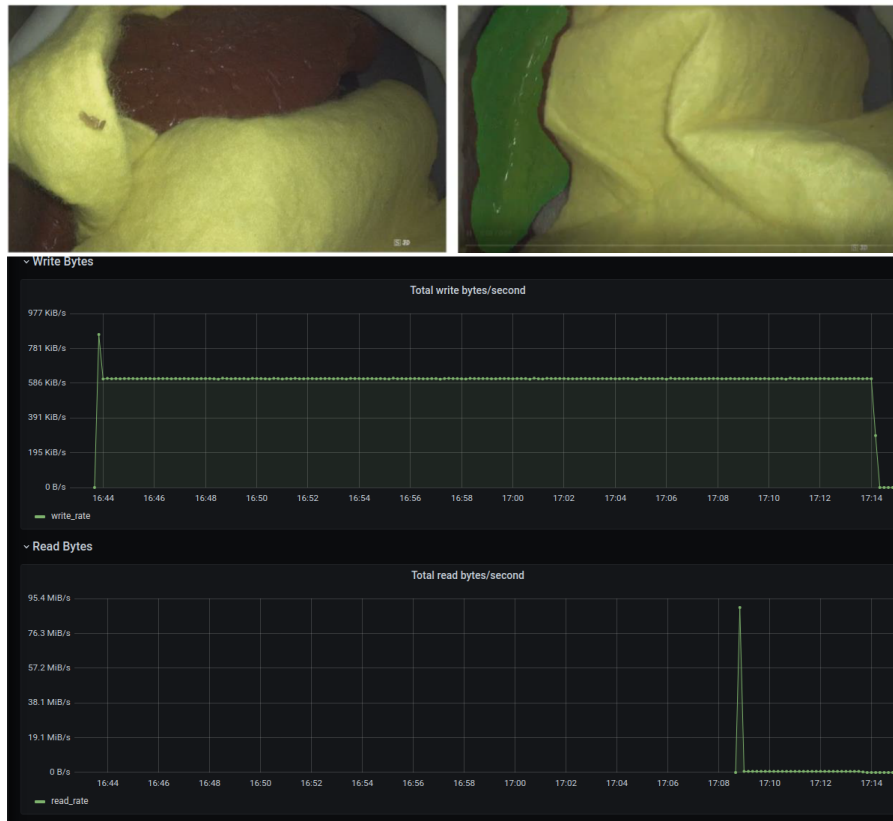 Write Bytes
Total write bytes/second
977 KiB/s
781 KiB/s
586 KiB/s
391 KiB/s
195 KiB/s
0 B/s
16:44 16:46 16:48 16:50 16:52 16:54 16:56 16:58 17:00 17:02 17:04 17:06 17:08 17:10 17:12 17:14
write_rate
Read Bytes
Total read bytes/second
95.4 MiB/s
76.3 MiB/s
57.2 MiB/s
38.1 MiB/s
19.1 MiB/s
0 B/s
16:44 16:46 16:48 16:50 16:52 16:54 16:56 16:58 17:00 17:02 17:04 17:06 17:08 17:10 17:12 17:14
read_rate